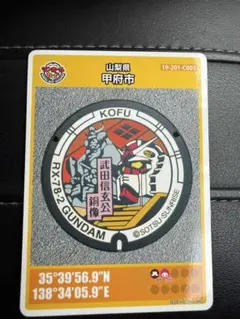 山梨県
甲府市
19-201-C001
KOFU
RX-78-2 GUNDAM
武田信玄公
銅像
©SOTSU・SUNRISE
35°39'56.9"N
138°34'05.9"E